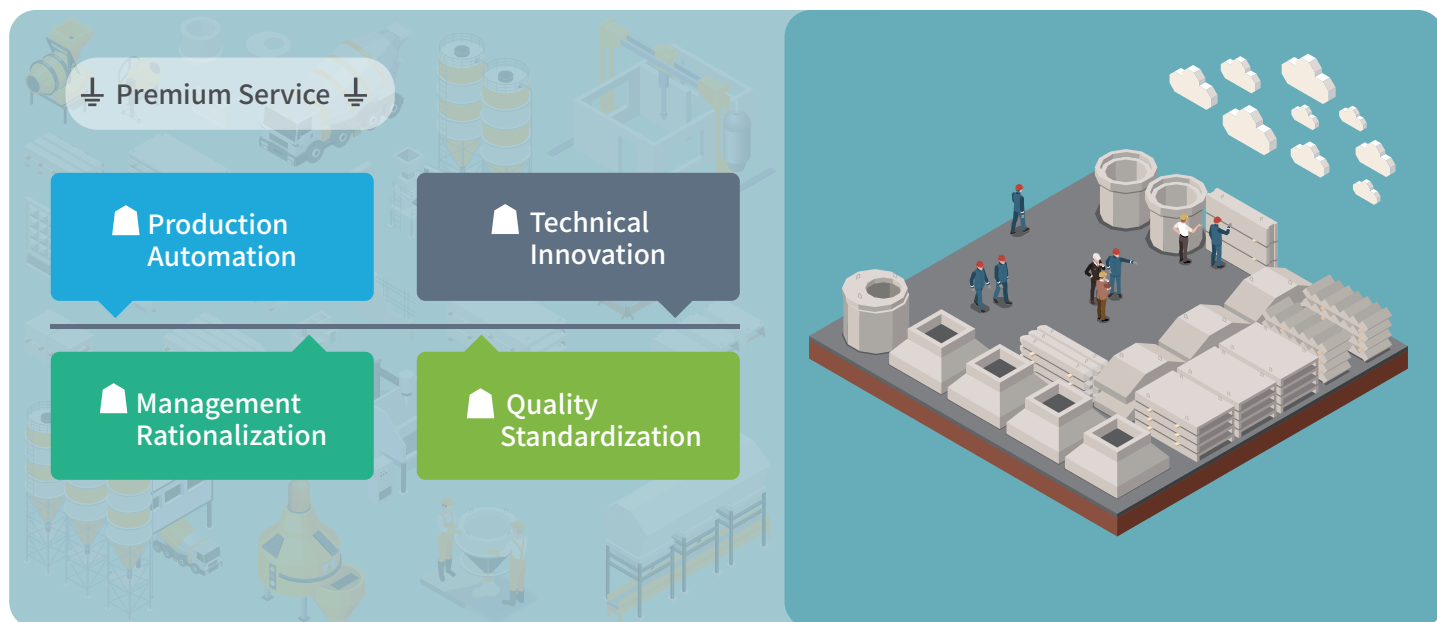 Premium Service
Production
Automation
Technical
Innovation
Management
Rationalization
Quality
Standardization